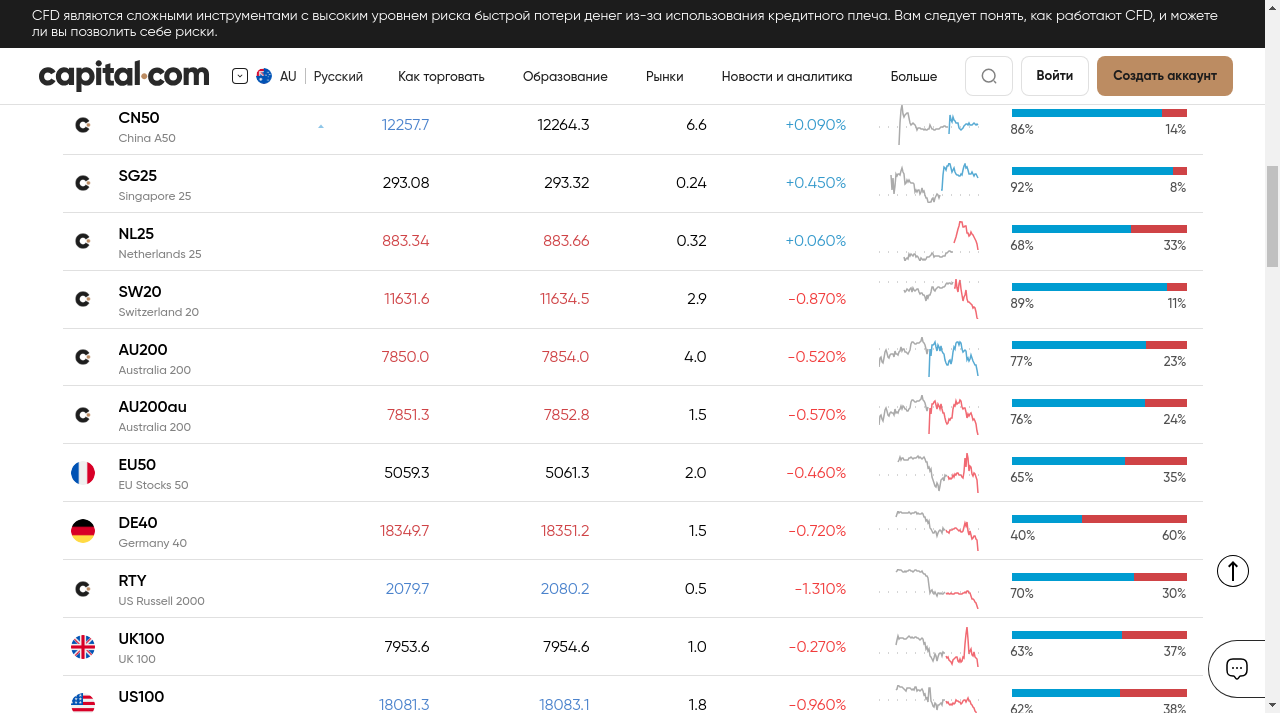 CFD являются сложными инструментами с высоким уровнем риска быстрой потери денег из-за использования кредитного плеча. Вам следует понять, как работают CFD, и можете
ли вы позволить себе риски.
capital.com AU Русский Как торговать Образование Рынки Новости и аналитика Больше Войти Создать аккаунт
CN50 12257.7 12264.3 6.6 +0.090%
China A50 86% 14%
SG25 293.08 293.32 0.24 +0.450%
Singapore 25 92% 8%
NL25 883.34 883.66 0.32 +0.060%
Netherlands 25 68% 33%
SW20 11631.6 11634.5 2.9 -0.870%
Switzerland 20 89% 11%
AU200 7850.0 7854.0 4.0 -0.520%
Australia 200 77% 23%
AU200au 7851.3 7852.8 1.5 -0.570%
Australia 200 76% 24%
EU50 5059.3 5061.3 2.0 -0.460%
EU Stocks 50 65% 35%
DE40 18349.7 18351.2 1.5 -0.720%
Germany 40 40% 60%
RTY 2079.7 2080.2 0.5 -1.310%
US Russell 2000 70% 30%
UK100 7953.6 7954.6 1.0 -0.270%
UK 100 63% 37%
US100 18081.3 18083.1 1.8 -0.960%
62% 38%